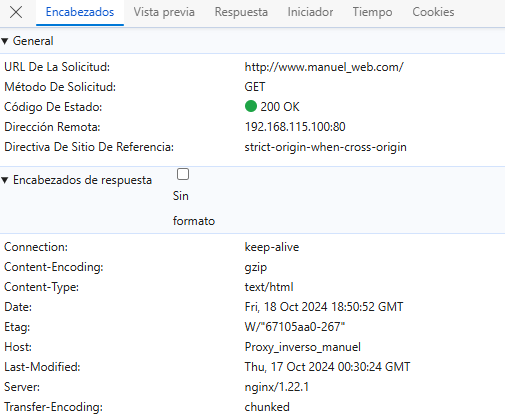 Encabezados Vista previa Respuesta Iniciador Tiempo Cookies
General
URL De La Solicitud: http://www.manuel_web.com/
Método De Solicitud: GET
Código De Estado: 200 OK
Dirección Remota: 192.168.115.100:80
Directiva De Sitio De Referencia: strict-origin-when-cross-origin
Encabezados de respuesta
Sin
formato
Connection: keep-alive
Content-Encoding: gzip
Content-Type: text/html
Date: Fri, 18 Oct 2024 18:50:52 GMT
Etag: W/"67105aa0-267"
Host: Proxy_inverso_manuel
Last-Modified: Thu, 17 Oct 2024 00:30:24 GMT
Server: nginx/1.22.1
Transfer-Encoding: chunked